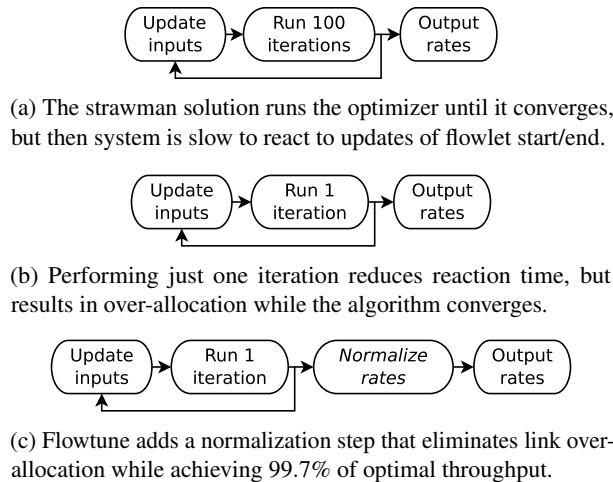 Update
inputs
Run 100
iterations
Output
rates
(a) The strawman solution runs the optimizer until it converges,
but then system is slow to react to updates of flowlet start/end.
Update
inputs
Run 1
iteration
Output
rates
(b) Performing just one iteration reduces reaction time, but
results in over-allocation while the algorithm converges.
Update
inputs
Run 1
iteration
Normalize
rates
Output
rates
(c) Flowtune adds a normalization step that eliminates link over-
allocation while achieving 99.7% of optimal throughput.